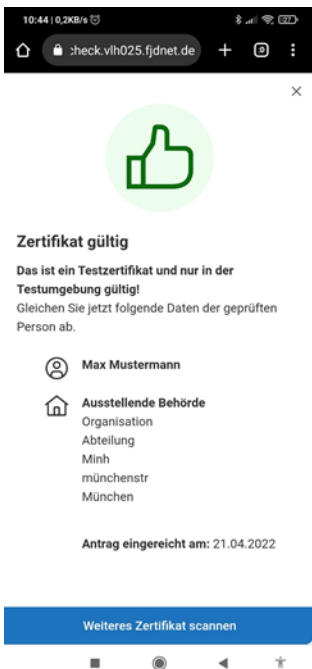 10:44 | 0,2KB/s
27
:heck.vlh025.fjdnet.de
:D
Zertifikat gültig
Das ist ein Testzertifikat und nur in der
Testumgebung gültig!
Gleichen Sie jetzt folgende Daten der geprüften
Person ab.
Max Mustermann
Ausstellende Behörde
Organisation
Abteilung
Minh
münchenstr
München
Antrag eingereicht am: 21.04.2022
Weiteres Zertifikat scannen